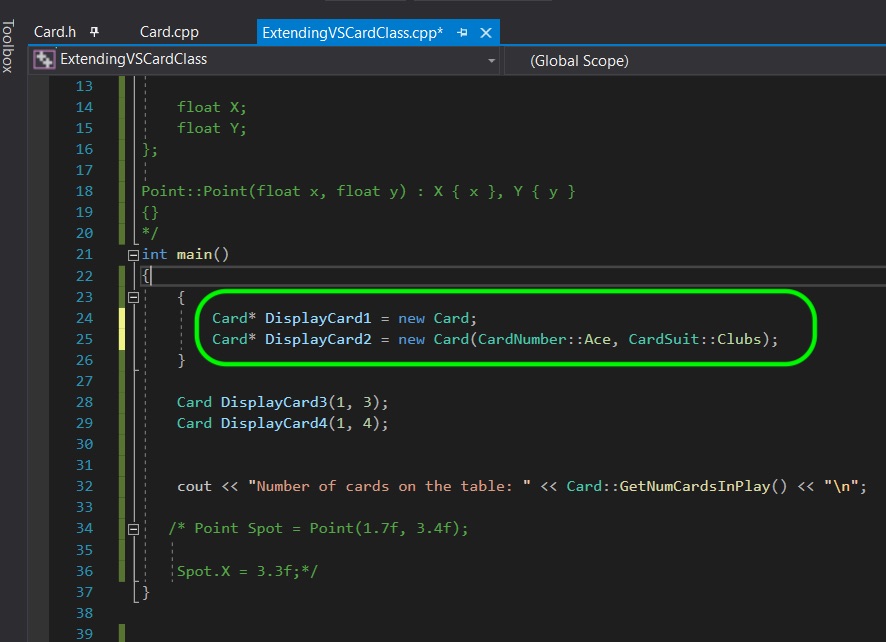 Toolbox
Card.h Card.cpp ExtendingVSCardClass.cpp*
ExtendingVSCardClass (Global Scope)
13
14 float X;
15 float Y;
16 };
17
18 Point::Point(float x, float y) : X { x }, Y { y }
19 {}
20 */
21 int main()
22 {
23 {
24 Card* DisplayCard1 = new Card;
25 Card* DisplayCard2 = new Card(CardNumber::Ace, CardSuit::Clubs);
26 }
27
28 Card DisplayCard3(1, 3);
29 Card DisplayCard4(1, 4);
30
31
32 cout << "Number of cards on the table: " << Card::GetNumCardsInPlay() << "\n";
33
34 /* Point Spot = Point(1.7f, 3.4f);
35
36 Spot.X = 3.3f;*/
37 }
38
39